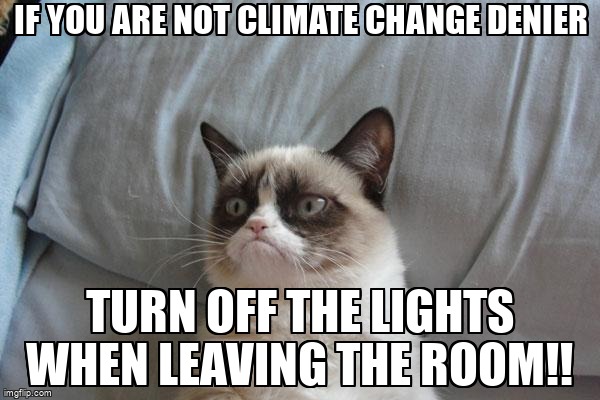 IF YOU ARE NOT CLIMATE CHANGE DENIER
TURN OFF THE LIGHTS
WHEN LEAVING THE ROOM!!
imgflip.com